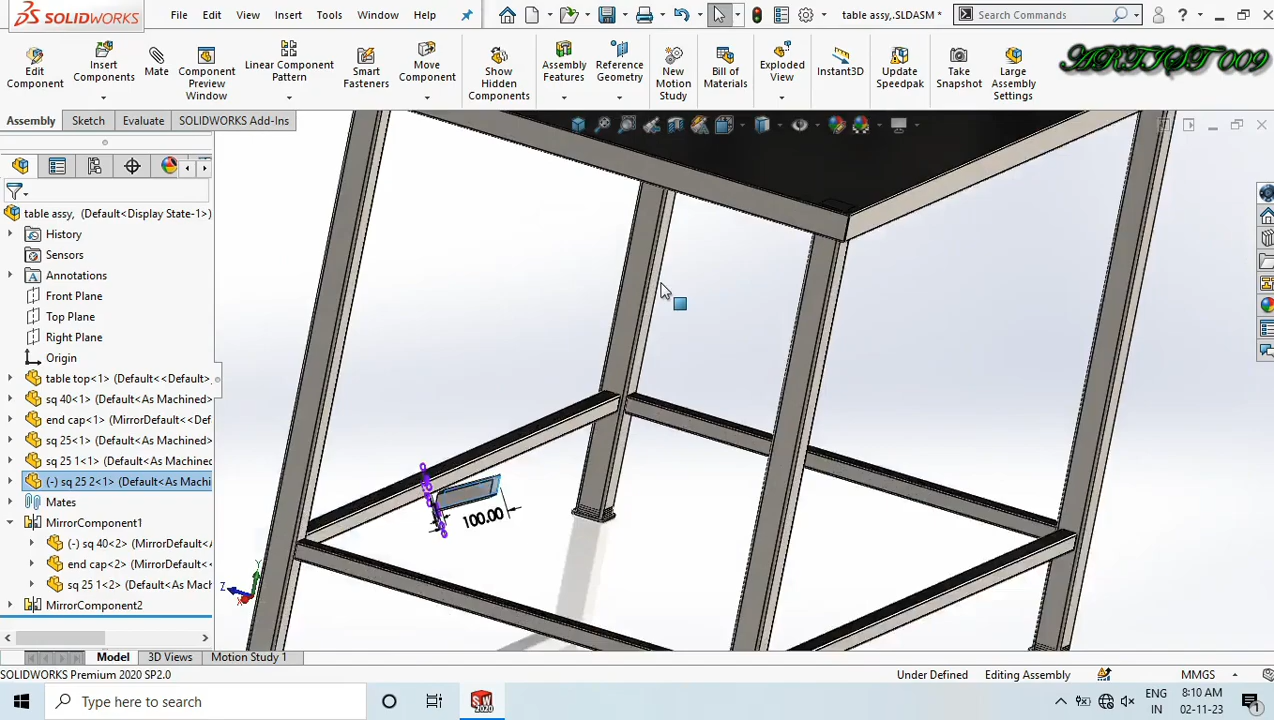 SOLIDWORKS
File Edit View Insert Tools Window Help
table assy,.SLDASM *
Search Commands
?
Edit Component
Insert Components
Mate
Component Preview Window
Linear Component Pattern
Smart Fasteners
Move Component
Show Hidden Components
Assembly Features
Reference Geometry
New Motion Study
Bill of Materials
Exploded View
Instant3D
Update Speedpak
Take Snapshot
Large Assembly Settings
ARTIST 009
Assembly Sketch Evaluate SOLIDWORKS Add-Ins
table assy, (Default<Display State-1>)
History
Sensors
Annotations
Front Plane
Top Plane
Right Plane
Origin
table top<1> (Default<<Default>_
sq 40<1> (Default<As Machined>
end cap<1> (MirrorDefault<<Def
sq 25<1> (Default<As Machined>
sq 25 1<1> (Default<As Machined
(-) sq 25 2<1> (Default<As Machi
Mates
MirrorComponent1
(-) sq 40<2> (MirrorDefault<A
end cap<2> (MirrorDefault<<D
sq 25 1<2> (Default<As Machin
MirrorComponent2
100.00
Y
Z
X
Model 3D Views Motion Study 1
SOLIDWORKS Premium 2020 SP2.0
Under Defined
Editing Assembly
MMGS
Type here to search
SW
2020
ENG
IN
8:10 AM
02-11-23
1